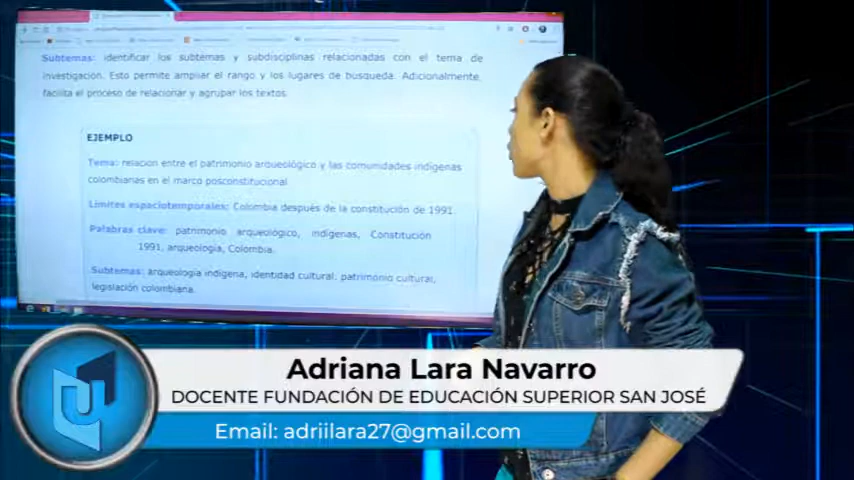 Subtemas: identificar los subtemas y subdisciplinas relacionadas con el tema de
investigación. Esto permite ampliar el rango y los lugares de búsqueda. Adicionalmente,
facilita el proceso de relacionar y agrupar los textos.
EJEMPLO
Tema: relación entre el patrimonio arqueológico y las comunidades indígenas
colombianas en el marco posconstitucional
Límites espaciotemporales: Colombia después de la constitución de 1991.
Palabras clave: patrimonio arqueológico, indígenas, Constitución
1991, arqueología, Colombia.
Subtemas: arqueología indígena, identidad cultural, patrimonio cultural,
legislación colombiana.
Adriana Lara Navarro
DOCENTE FUNDACIÓN DE EDUCACIÓN SUPERIOR SAN JOSÉ
Email: adriilara27@gmail.com